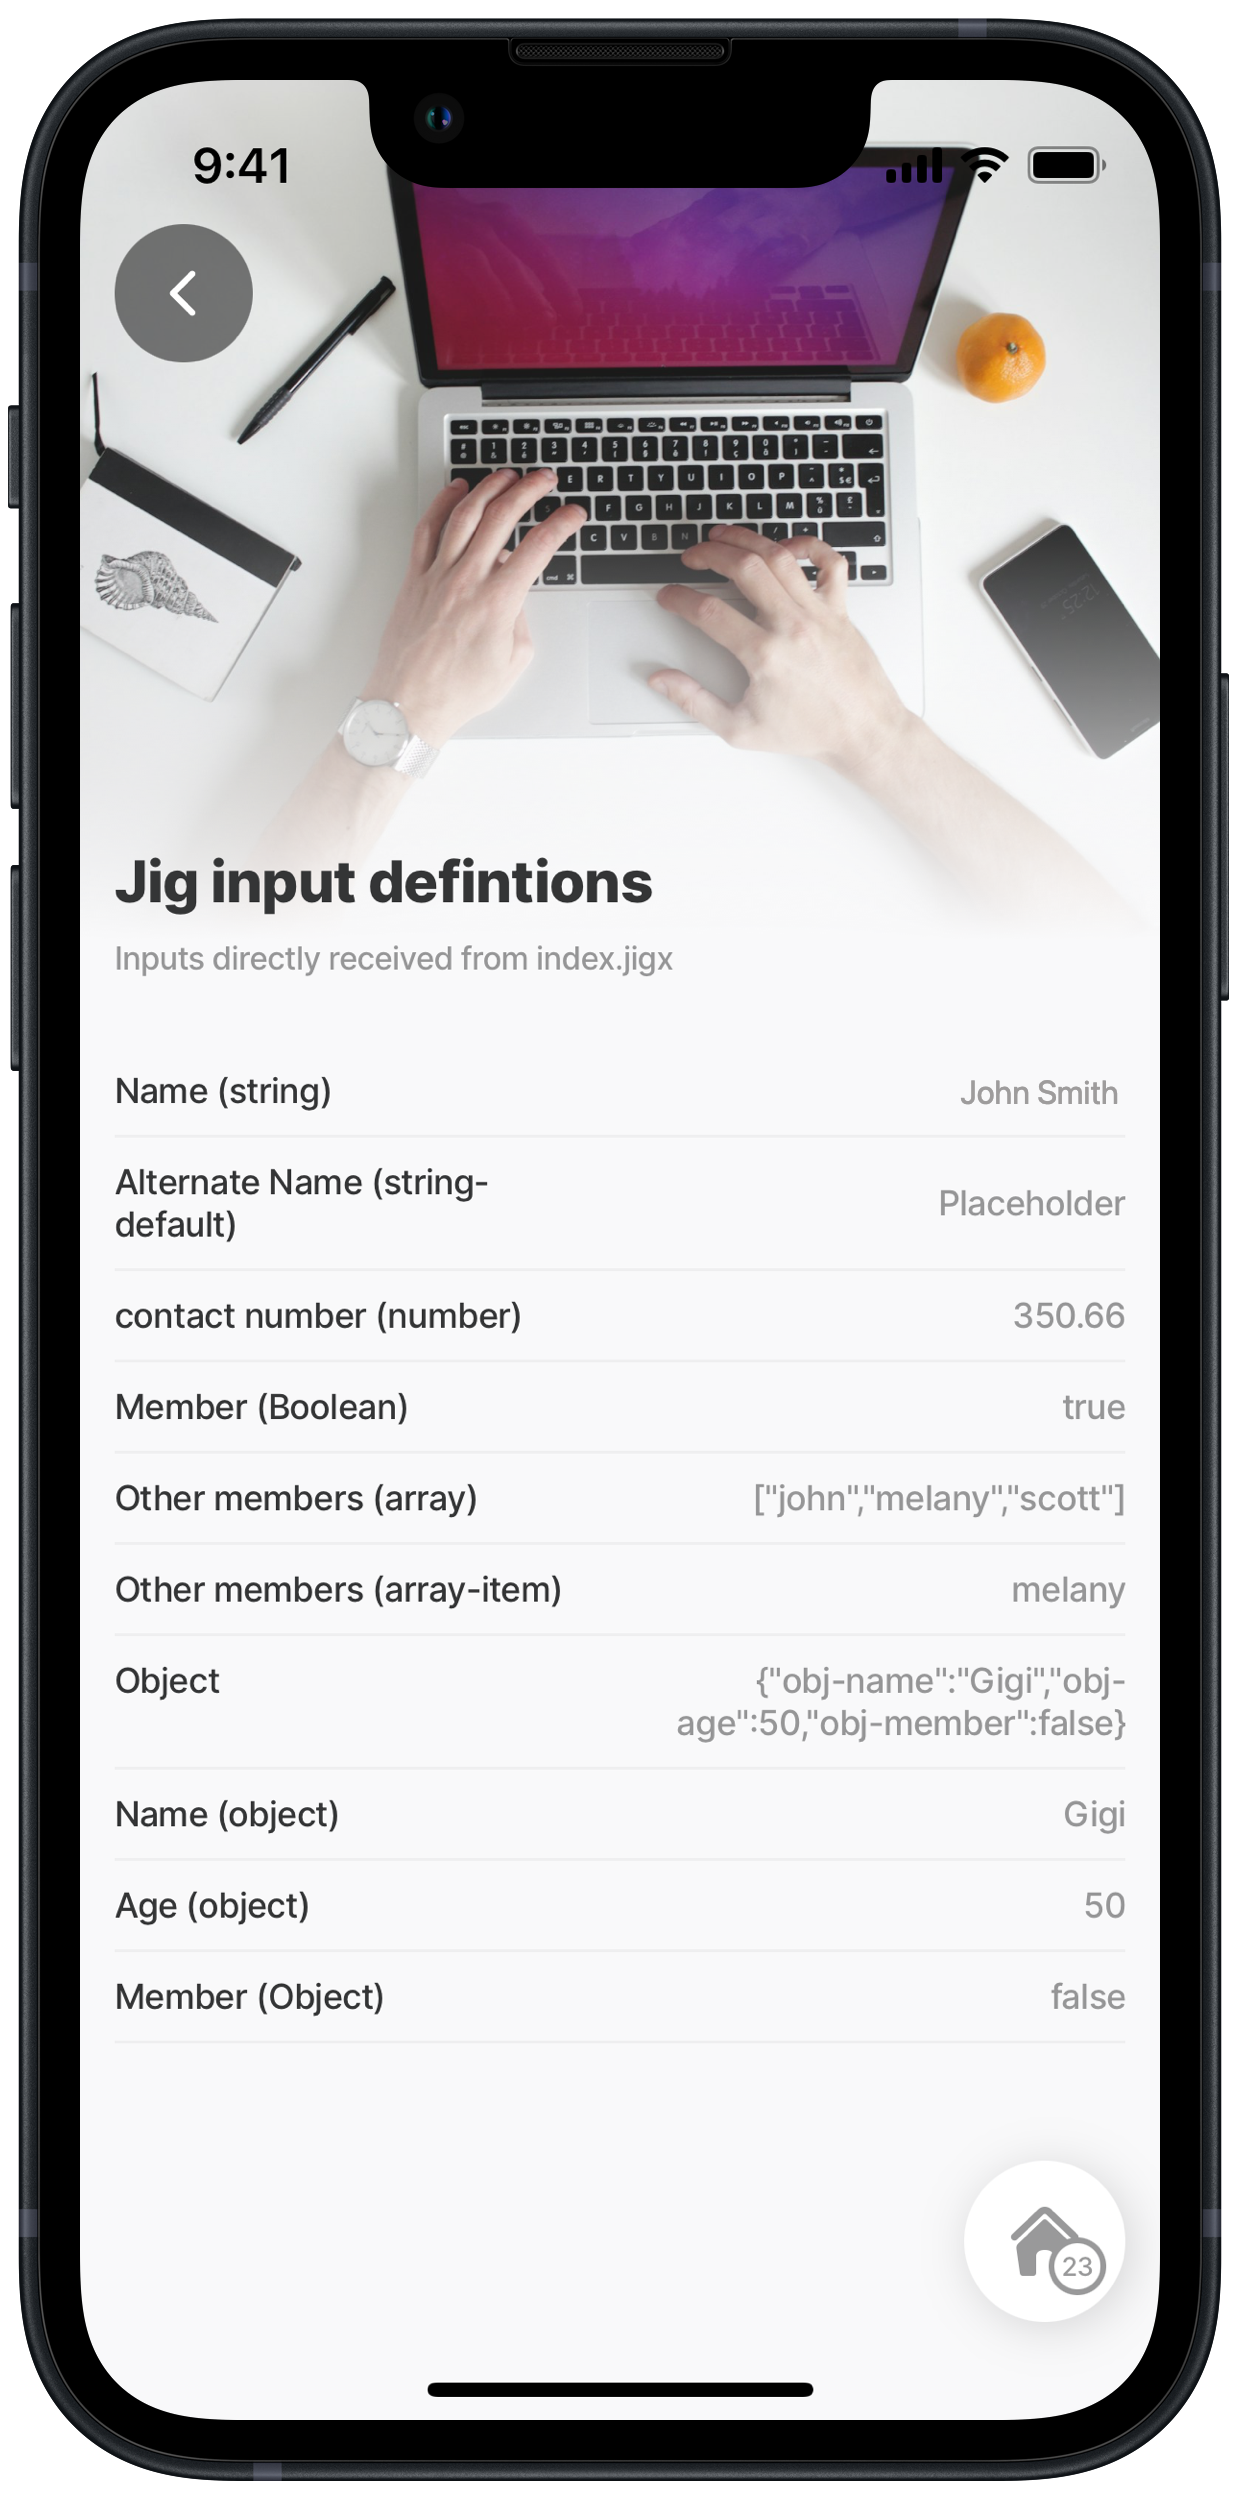 9:41
Jig input defintions
Inputs directly received from index.jigx
Name (string)
John Smith
Alternate Name (string-
default)
Placeholder
contact number (number)
350.66
Member (Boolean)
true
Other members (array)
["john","melany","scott"]
Other members (array-item)
melany
Object
{"obj-name":"Gigi","obj-
age":50,"obj-member":false}
Name (object)
Gigi
Age (object)
50
Member (Object)
false
23